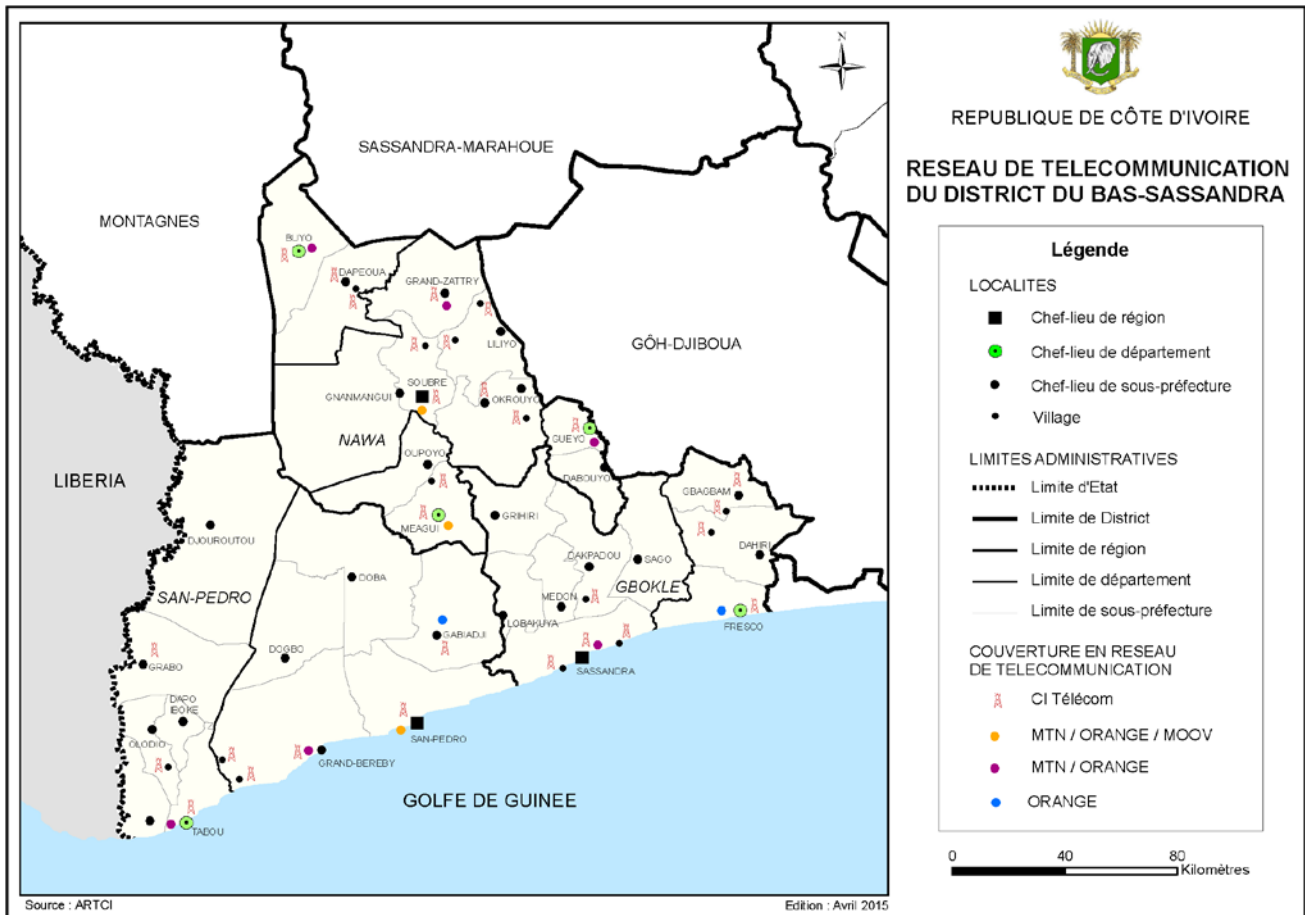 REPUBLIQUE DE CÔTE D'IVOIRE
RESEAU DE TELECOMMUNICATION
DU DISTRICT DU BAS-SASSANDRA
N
SASSANDRA-MARAHOUE
MONTAGNES
GÔH-DJIBOUA
LIBERIA
BUYO
DAPEOUA
GRAND-ZATTRY
LILIYO
SOUBRE
GNANMANGUI
OKROUYO
NAWA
GUEYO
OUPOYO
DABOUYO
GBAGBAM
MEAGUI
GRIHIRI
DJOUROUTOU
DAHIRI
DAKPADOU
SAGO
DOBA
GBOKLE
SAN-PEDRO
MEDON
LOBAKUYA
FRESCO
GABIADJI
DOGBO
GRABO
SASSANDRA
DAPO
IBOKE
OLODIO
SAN-PEDRO
GRAND-BEREBY
TABOU
GOLFE DE GUINEE
Légende
LOCALITES
Chef-lieu de région
Chef-lieu de département
Chef-lieu de sous-préfecture
Village
LIMITES ADMINISTRATIVES
Limite d'Etat
Limite de District
Limite de région
Limite de département
Limite de sous-préfecture
COUVERTURE EN RESEAU
DE TELECOMMUNICATION
CI Télécom
MTN / ORANGE / MOOV
MTN / ORANGE
ORANGE
0 40 80
Kilomètres
Source : ARTCI
Edition : Avril 2015